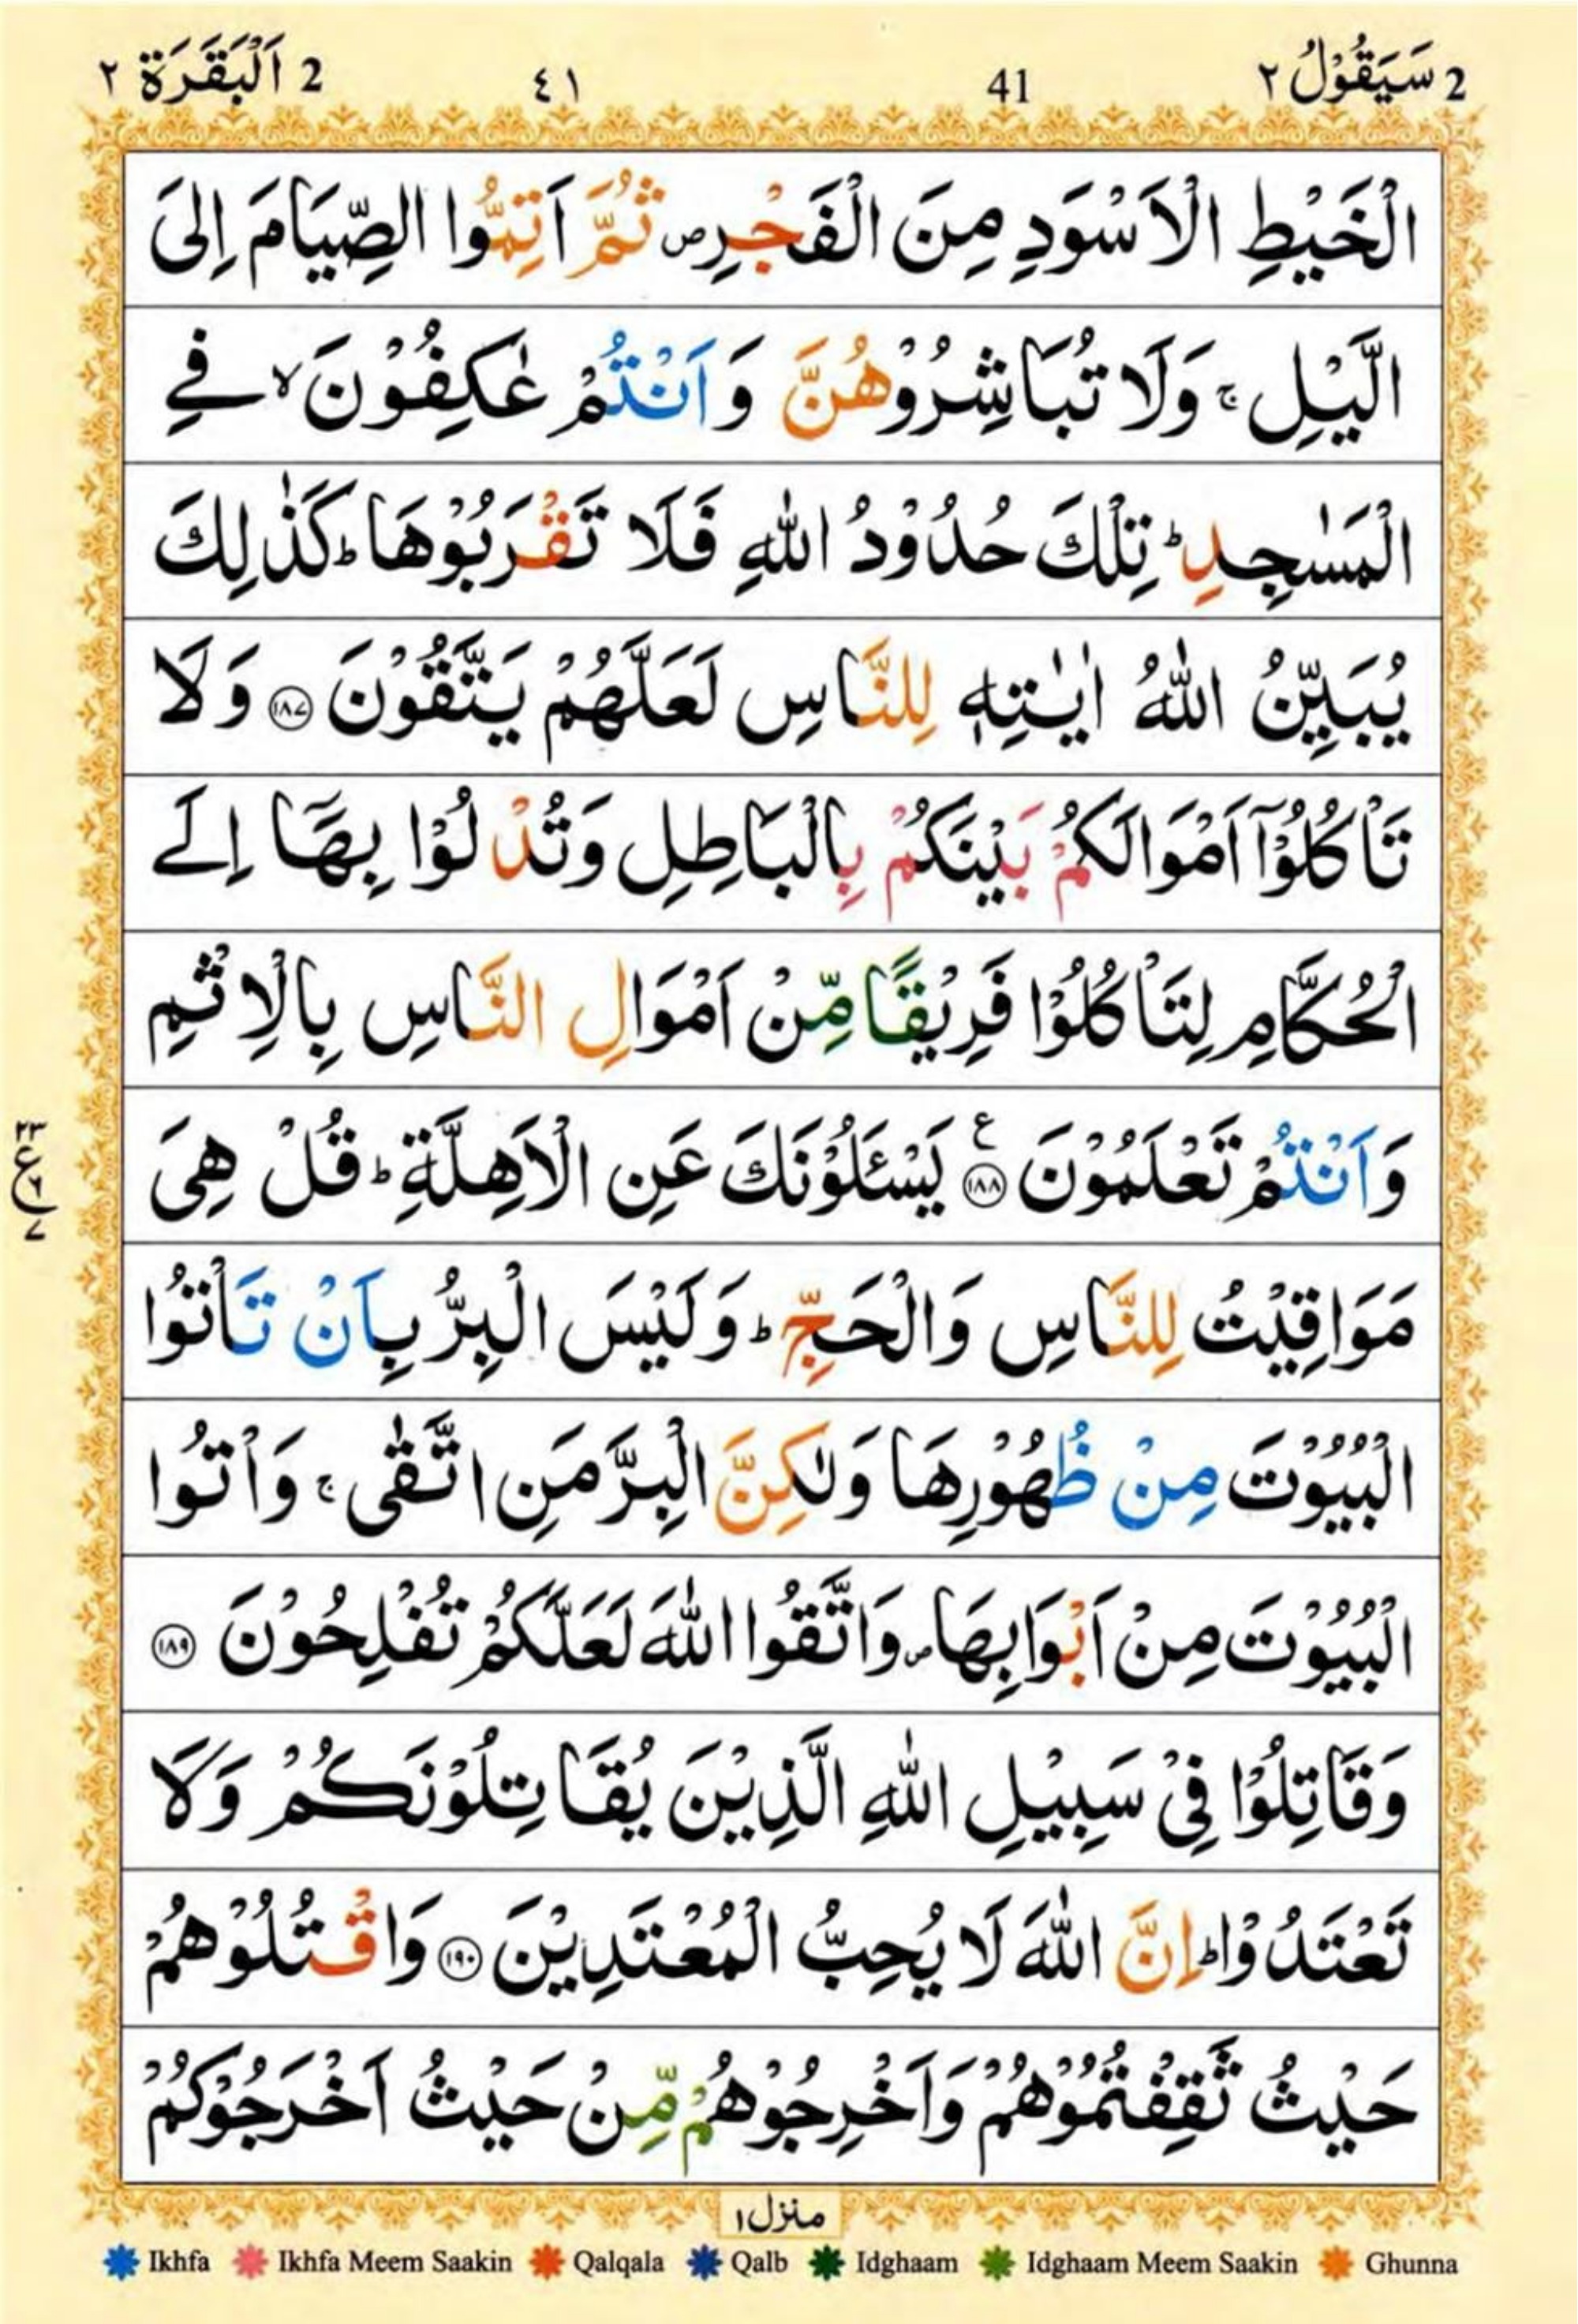 2 سَيَقُوْلُ ٢ 41 ٤١ 2 اَلْبَقَرَة ٢
الْخَيْطِ الْاَسْوَدِ مِنَ الْفَجْرِ ص ثُمَّ اَتِمُّوا الصِّيَامَ اِلَى
الَّيْلِ ۚ وَلَا تُبَاشِرُوْهُنَّ وَاَنْتُمْ عٰكِفُوْنَ ۙ فِي
الْمَسٰجِدِ ؕ تِلْكَ حُدُوْدُ اللّٰهِ فَلَا تَقْرَبُوْهَا ؕ كَذٰلِكَ
يُبَيِّنُ اللّٰهُ اٰيٰتِهٖ لِلنَّاسِ لَعَلَّهُمْ يَتَّقُوْنَ ﴿١٨٧﴾ وَلَا
تَاْكُلُوْۤا اَمْوَالَكُمْ بَيْنَكُمْ بِالْبَاطِلِ وَتُدْلُوْا بِهَاۤ اِلَى
الْحُكَّامِ لِتَاْكُلُوْا فَرِيْقًا مِّنْ اَمْوَالِ النَّاسِ بِالْاِثْمِ
وَاَنْتُمْ تَعْلَمُوْنَ ﴿١٨٨﴾ ع يَسْـَٔلُوْنَكَ عَنِ الْاَهِلَّةِ ؕ قُلْ هِيَ
٢٣ ع ٦ ٧
مَوَاقِيْتُ لِلنَّاسِ وَالْحَجِّ ؕ وَلَيْسَ الْبِرُّ بِاَنْ تَاْتُوا
الْبُيُوْتَ مِنْ ظُهُوْرِهَا وَلٰكِنَّ الْبِرَّ مَنِ اتَّقٰى ۚ وَاْتُوا
الْبُيُوْتَ مِنْ اَبْوَابِهَا ص وَاتَّقُوا اللّٰهَ لَعَلَّكُمْ تُفْلِحُوْنَ ﴿١٨٩﴾
وَقَاتِلُوْا فِيْ سَبِيْلِ اللّٰهِ الَّذِيْنَ يُقَاتِلُوْنَكُمْ وَلَا
تَعْتَدُوْا ؕ اِنَّ اللّٰهَ لَا يُحِبُّ الْمُعْتَدِيْنَ ﴿١٩٠﴾ وَاقْتُلُوْهُمْ
حَيْثُ ثَقِفْتُمُوْهُمْ وَاَخْرِجُوْهُمْ مِّنْ حَيْثُ اَخْرَجُوْكُمْ
منزل ١
Ikhfa Ikhfa Meem Saakin Qalqala Qalb Idghaam Idghaam Meem Saakin Ghunna